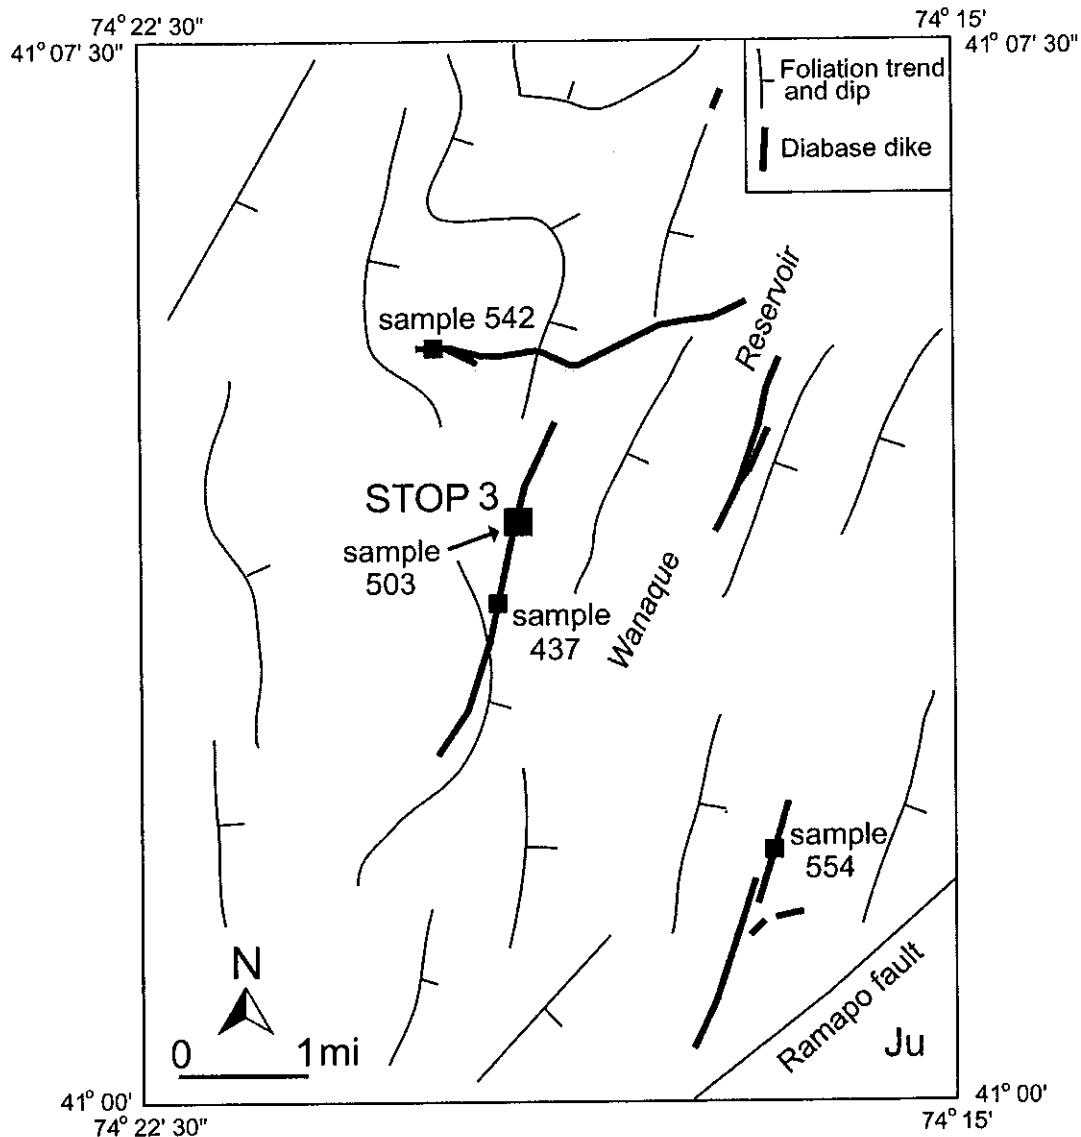 74° 22' 30"
74° 15'
41° 07' 30"
41° 07' 30"
Foliation trend
and dip
Diabase dike
Reservoir
sample 542
STOP 3
sample
503
sample
437
Wanaque
sample
554
N
0 1mi
Ramapo fault
Ju
41° 00'
41° 00'
74° 22' 30"
74° 15'